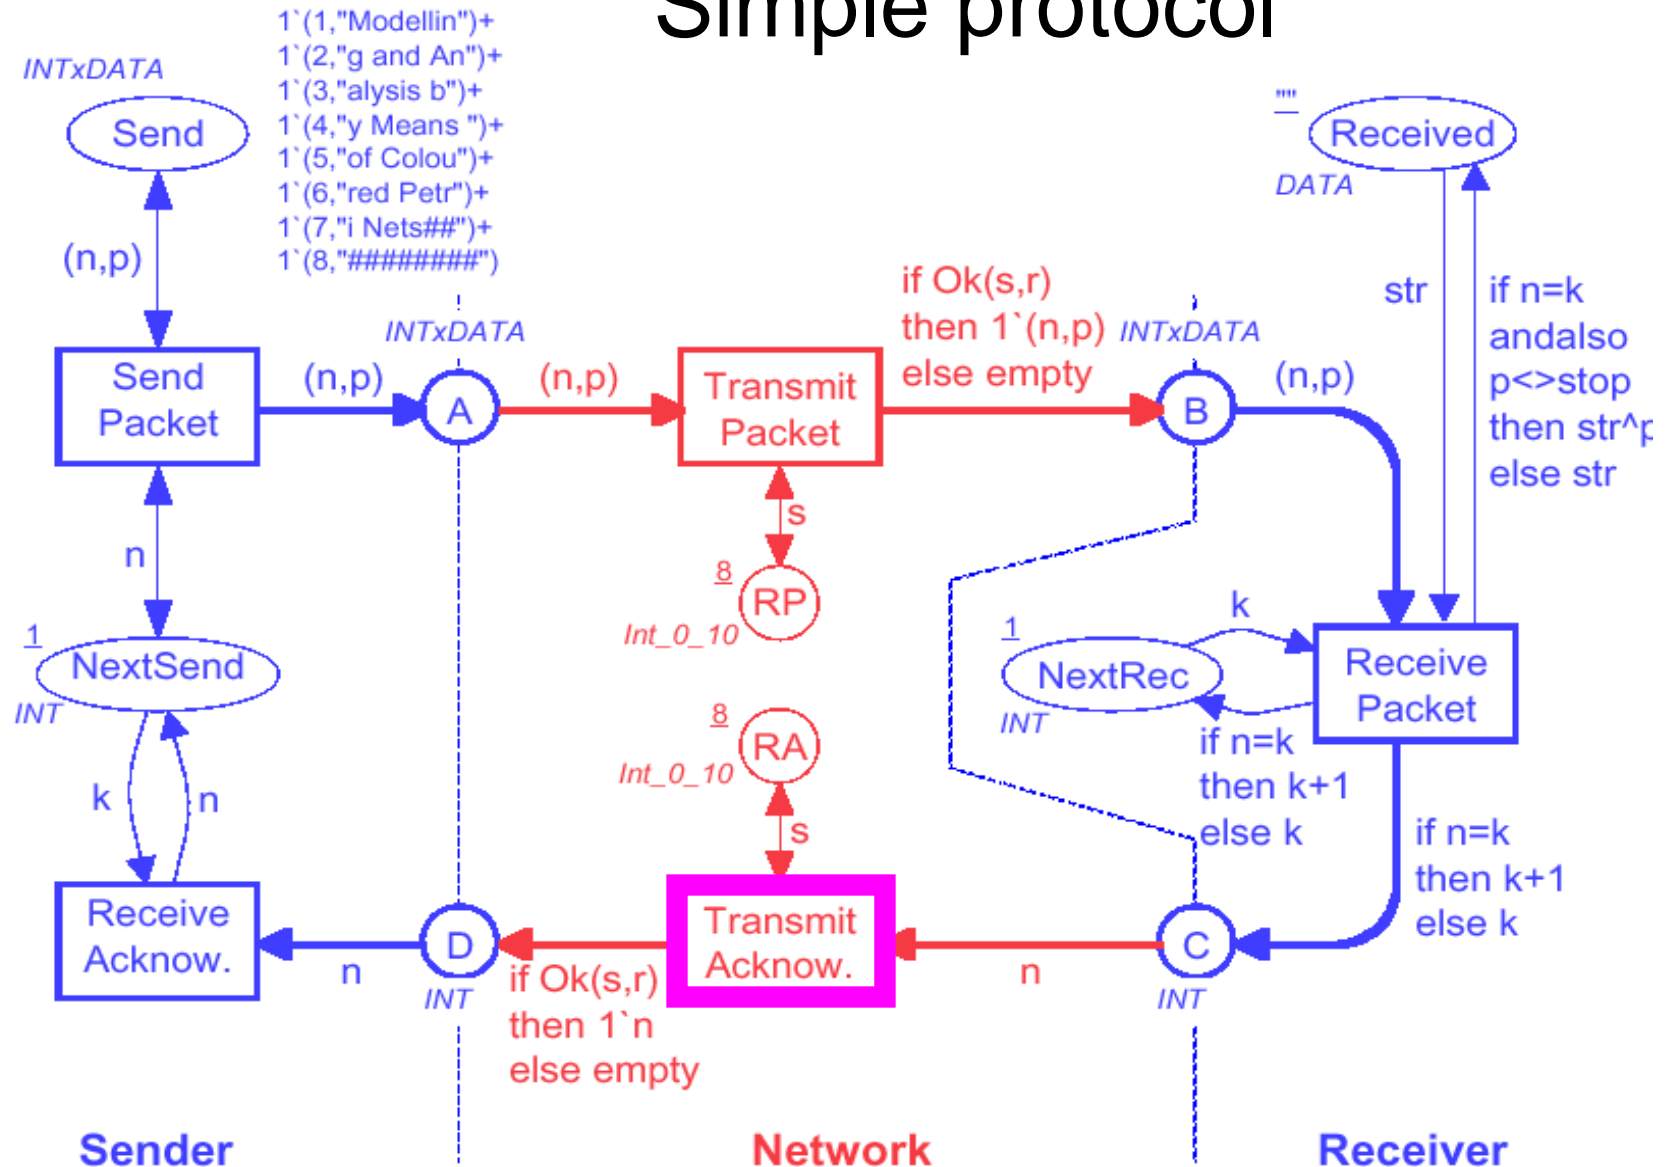 Simple protocol
1`(1,"Modellin")+
1`(2,"g and An")+
1`(3,"alysis b")+
1`(4,"y Means ")+
1`(5,"of Colou")+
1`(6,"red Petr")+
1`(7,"i Nets##")+
1`(8,"########")
INTxDATA
Send
(n,p)
Send
Packet
(n,p)
INTxDATA
A
(n,p)
Transmit
Packet
if Ok(s,r)
then 1`(n,p)
else empty
INTxDATA
B
(n,p)
""
Received
DATA
str
if n=k
andalso
p<>stop
then str^p
else str
n
s
8
RP
Int_0_10
1
NextSend
INT
8
RA
Int_0_10
s
1
NextRec
INT
k
Receive
Packet
if n=k
then k+1
else k
k
n
if n=k
then k+1
else k
Receive
Acknow.
n
D
INT
if Ok(s,r)
then 1`n
else empty
Transmit
Acknow.
n
C
INT
Sender
Network
Receiver